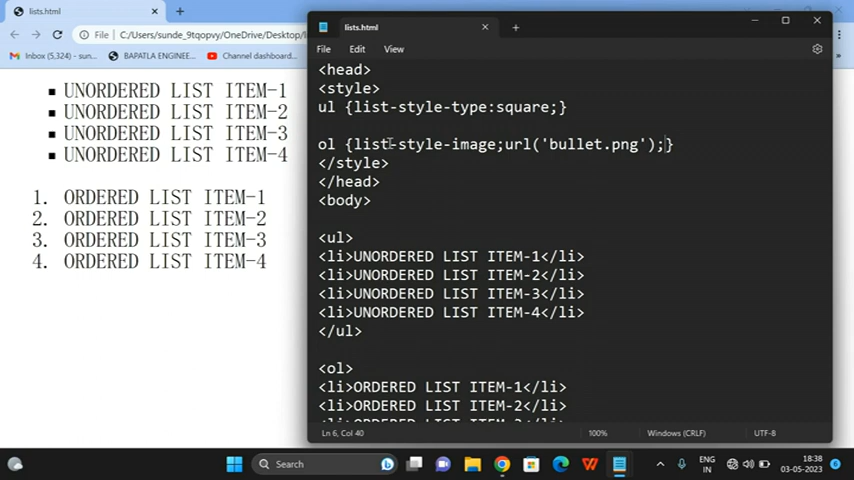 lists.html
File
C:/Users/sunde_9tqopvy/OneDrive/Desktop/
Inbox (5,324) - sun...
BAPATLA ENGINEE...
Channel dashboard...
UNORDERED LIST ITEM-1
UNORDERED LIST ITEM-2
UNORDERED LIST ITEM-3
UNORDERED LIST ITEM-4
1. ORDERED LIST ITEM-1
2. ORDERED LIST ITEM-2
3. ORDERED LIST ITEM-3
4. ORDERED LIST ITEM-4
lists.html
File Edit View
<head>
<style>
ul {list-style-type:square;}
ol {list-style-image;url('bullet.png');}
</style>
</head>
<body>
<ul>
<li>UNORDERED LIST ITEM-1</li>
<li>UNORDERED LIST ITEM-2</li>
<li>UNORDERED LIST ITEM-3</li>
<li>UNORDERED LIST ITEM-4</li>
</ul>
<ol>
<li>ORDERED LIST ITEM-1</li>
<li>ORDERED LIST ITEM-2</li>
Ln 6, Col 40 100% Windows (CRLF) UTF-8
Search
ENG
IN
18:38
03-05-2023
6